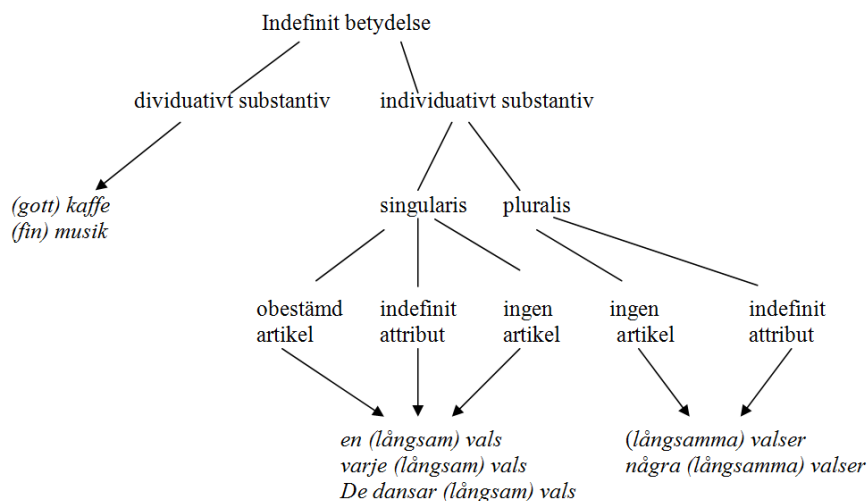 Indefinit betydelse
dividuativt substantiv
individuativt substantiv
(gott) kaffe
(fin) musik
singularis
pluralis
obestämd
artikel
indefinit
attribut
ingen
artikel
ingen
artikel
indefinit
attribut
en (långsam) vals
varje (långsam) vals
De dansar (långsam) vals
(långsamma) valser
några (långsamma) valser